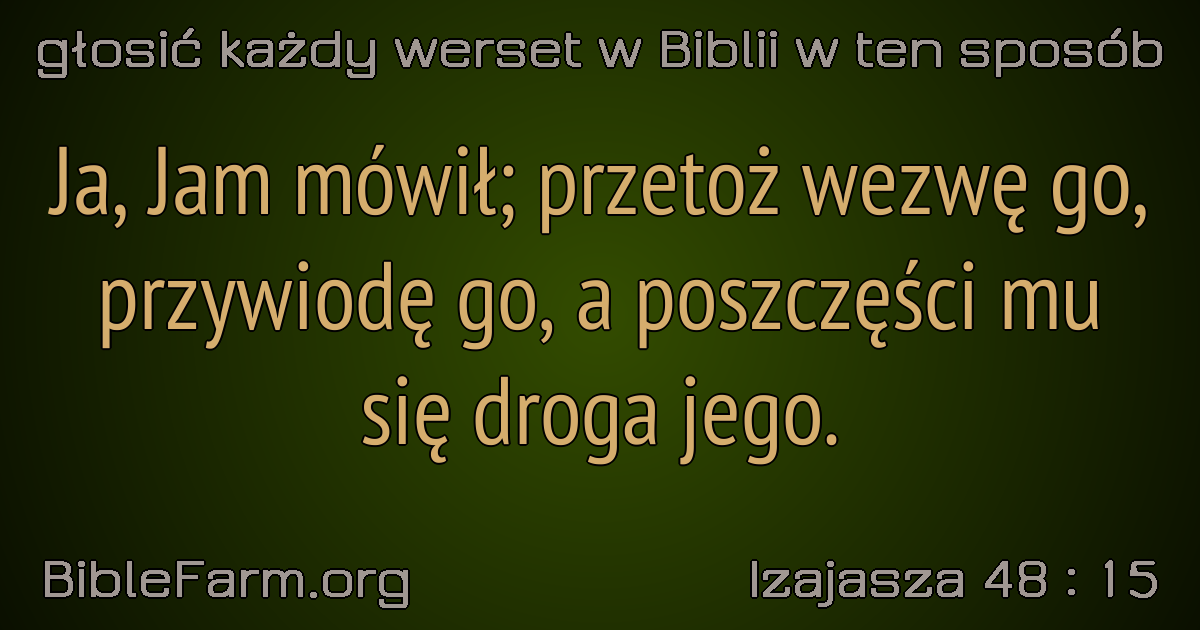 głosić każdy werset w Biblii w ten sposób
Ja, Jam mówił; przetoż wezwę go,
przywiodę go, a poszczęści mu
się droga jego.
BibleFarm.org
Izajasza 48 : 15